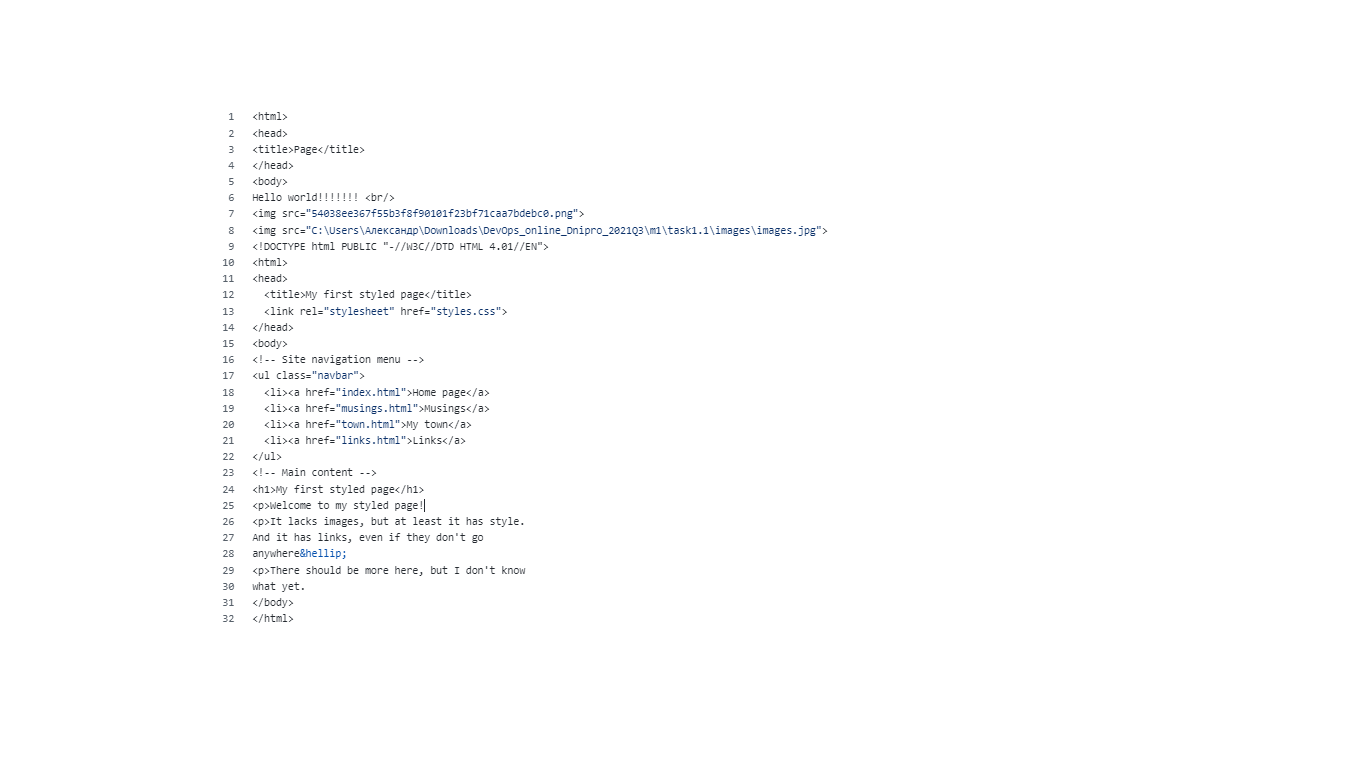 1 <html>
2 <head>
3 <title>Page</title>
4 </head>
5 <body>
6 Hello world!!!!!!! <br/>
7 <img src="54038ee367f55b3f8f90101f23bf71caa7bdebc0.png">
8 <img src="C:\Users\Александр\Downloads\DevOps_online_Dnipro_2021Q3\m1\task1.1\images\images.jpg">
9 <!DOCTYPE html PUBLIC "-//W3C//DTD HTML 4.01//EN">
10 <html>
11 <head>
12   <title>My first styled page</title>
13   <link rel="stylesheet" href="styles.css">
14 </head>
15 <body>
16 <!-- Site navigation menu -->
17 <ul class="navbar">
18   <li><a href="index.html">Home page</a>
19   <li><a href="musings.html">Musings</a>
20   <li><a href="town.html">My town</a>
21   <li><a href="links.html">Links</a>
22 </ul>
23 <!-- Main content -->
24 <h1>My first styled page</h1>
25 <p>Welcome to my styled page!
26 <p>It lacks images, but at least it has style.
27 And it has links, even if they don't go
28 anywhere&hellip;
29 <p>There should be more here, but I don't know
30 what yet.
31 </body>
32 </html>